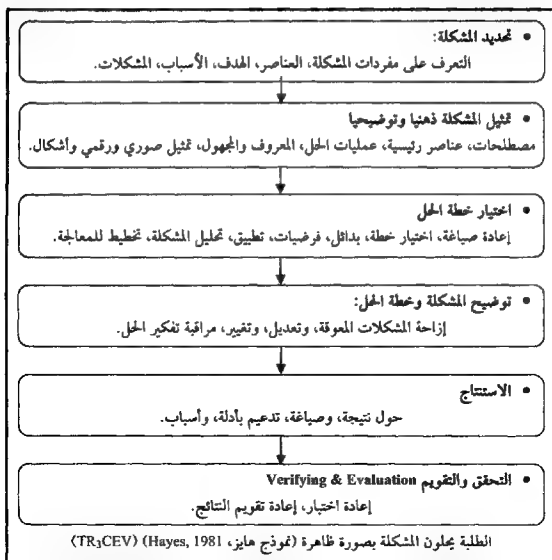 • تحديد المشكلة:
التعرف على مفردات المشكلة، العناصر، الهدف، الأسباب، المشكلات.
• تمثيل المشكلة ذهنيا وتوضيحيا
مصطلحات، عناصر رئيسية، عمليات الحل، المعروف والمجهول، تمثيل صوري ورقمي وأشكال.
• اختيار خطة الحل
إعادة صياغة، اختيار خطة، بدائل، فرضيات، تطبيق، تحليل المشكلة، تخطيط للمعالجة.
• توضيح المشكلة وخطة الحل:
إزاحة المشكلات المعوقة، وتعديل، وتغيير، مراقبة تفكير الحل.
• الاستنتاج
حول نتيجة، وصياغة، تدعيم بأدلة، وأسباب.
• التحقق والتقويم Verifying & Evaluation
إعادة اختبار، إعادة تقويم النتائج.
الطلبة يحلون المشكلة بصورة ظاهرة (نموذج هايز، Hayes, 1981) (TR3CEV)